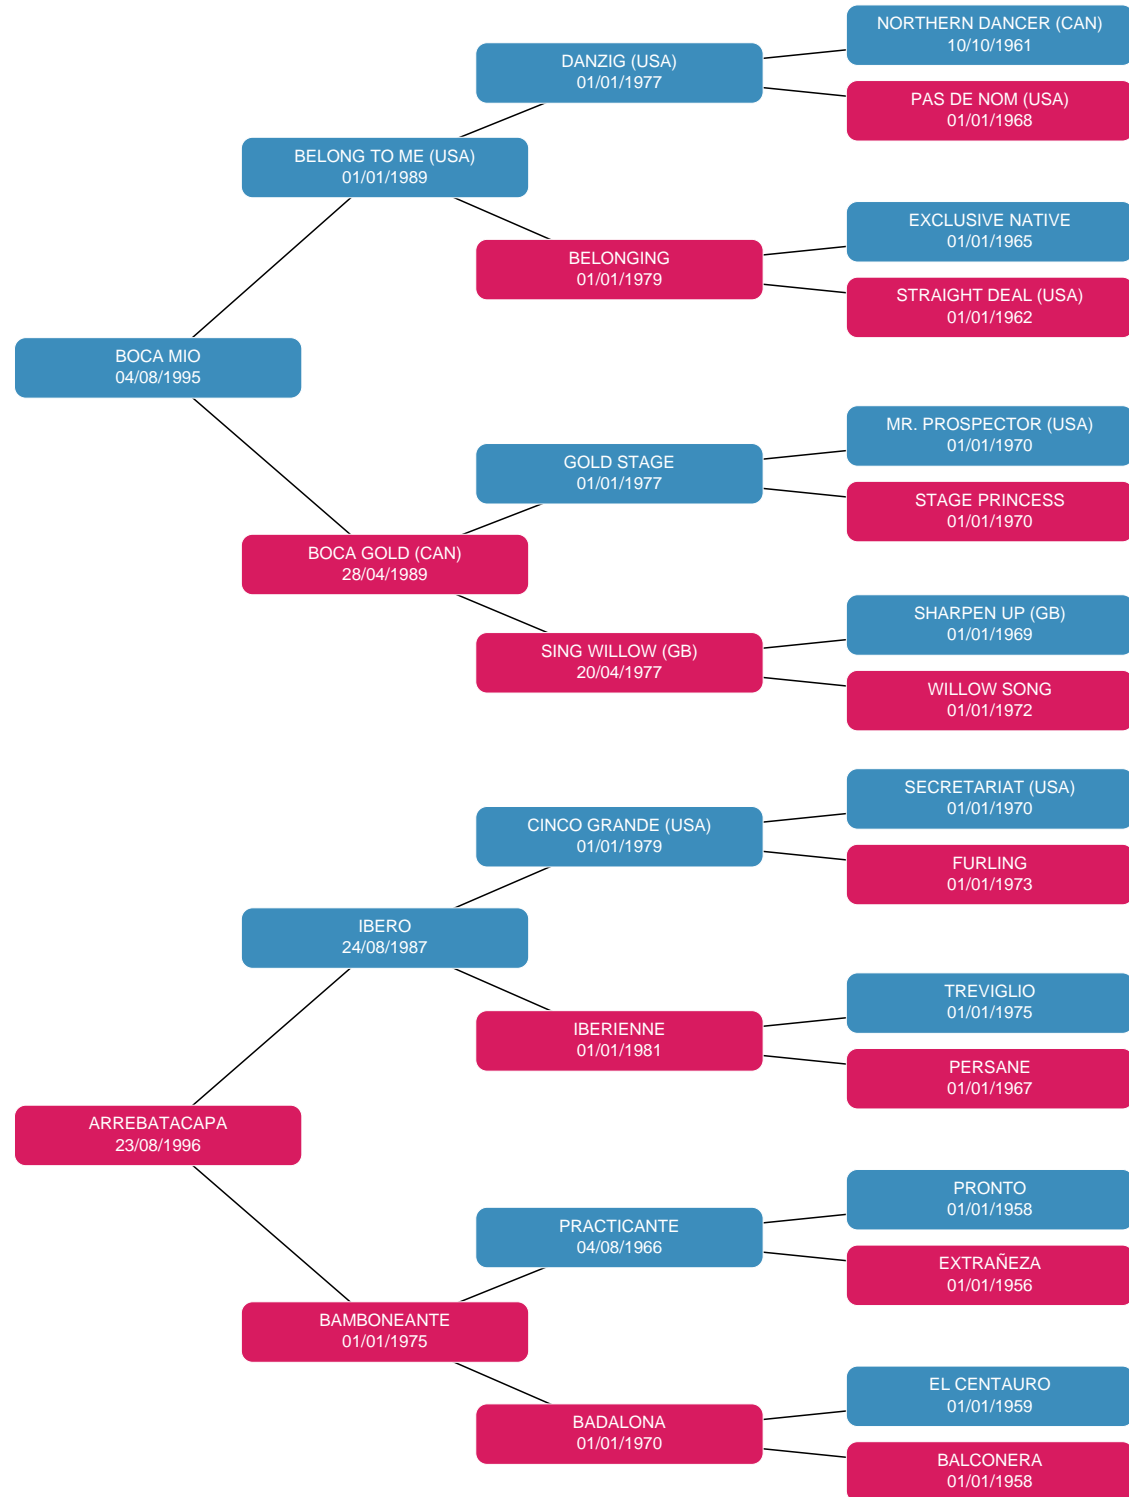 NORTHERN DANCER (CAN)
10/10/1961
DANZIG (USA)
01/01/1977
PAS DE NOM (USA)
01/01/1968
BELONG TO ME (USA)
01/01/1989
EXCLUSIVE NATIVE
01/01/1965
BELONGING
01/01/1979
STRAIGHT DEAL (USA)
01/01/1962
BOCA MIO
04/08/1995
MR. PROSPECTOR (USA)
01/01/1970
GOLD STAGE
01/01/1977
STAGE PRINCESS
01/01/1970
BOCA GOLD (CAN)
28/04/1989
SHARPEN UP (GB)
01/01/1969
SING WILLOW (GB)
20/04/1977
WILLOW SONG
01/01/1972
SECRETARIAT (USA)
01/01/1970
CINCO GRANDE (USA)
01/01/1979
FURLING
01/01/1973
IBERO
24/08/1987
TREVIGLIO
01/01/1975
IBERIENNE
01/01/1981
PERSANE
01/01/1967
ARREBATACAPA
23/08/1996
PRONTO
01/01/1958
PRACTICANTE
04/08/1966
EXTRAÑEZA
01/01/1956
BAMBONEANTE
01/01/1975
EL CENTAURO
01/01/1959
BADALONA
01/01/1970
BALCONERA
01/01/1958